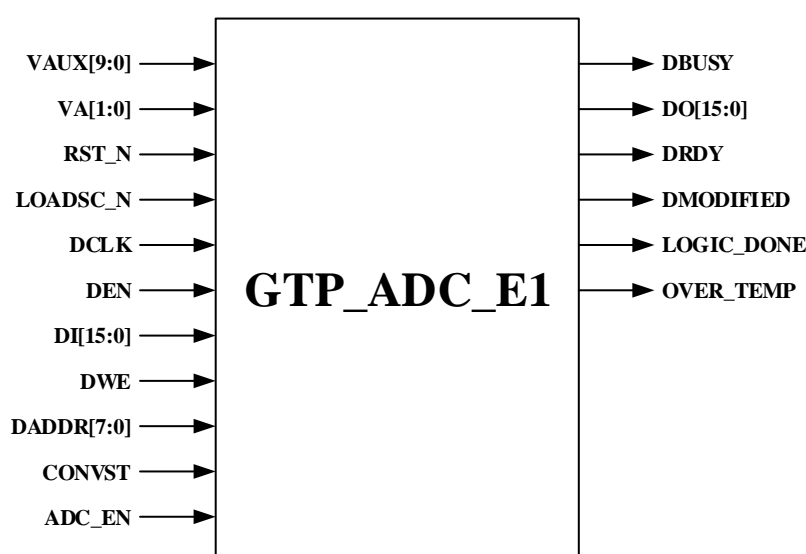 VAUX[9:0]
VA[1:0]
RST_N
LOADSC_N
DCLK
DEN
DI[15:0]
DWE
DADDR[7:0]
CONVST
ADC_EN
GTP_ADC_E1
DBUSY
DO[15:0]
DRDY
DMODIFIED
LOGIC_DONE
OVER_TEMP